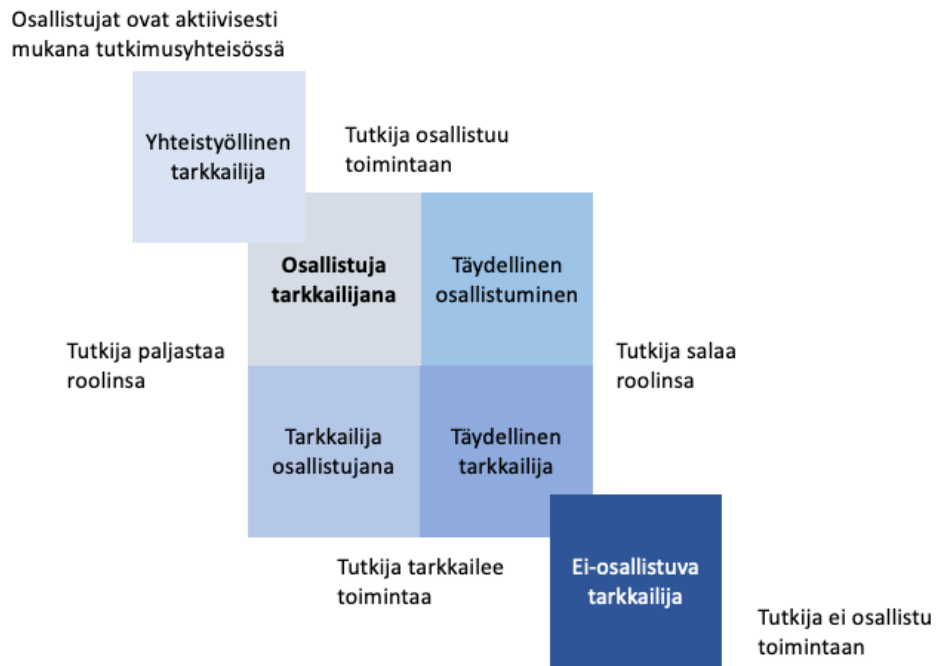 Osallistujat ovat aktiivisesti
mukana tutkimusyhteisössä
Yhteistyöllinen
tarkkailija
Tutkija osallistuu
toimintaan
Osallistuja
tarkkailijana
Täydellinen
osallistuminen
Tutkija paljastaa
roolinsa
Tutkija salaa
roolinsa
Tarkkailija
osallistujana
Täydellinen
tarkkailija
Tutkija tarkkailee
toimintaa
Ei-osallistuva
tarkkailija
Tutkija ei osallistu
toimintaan